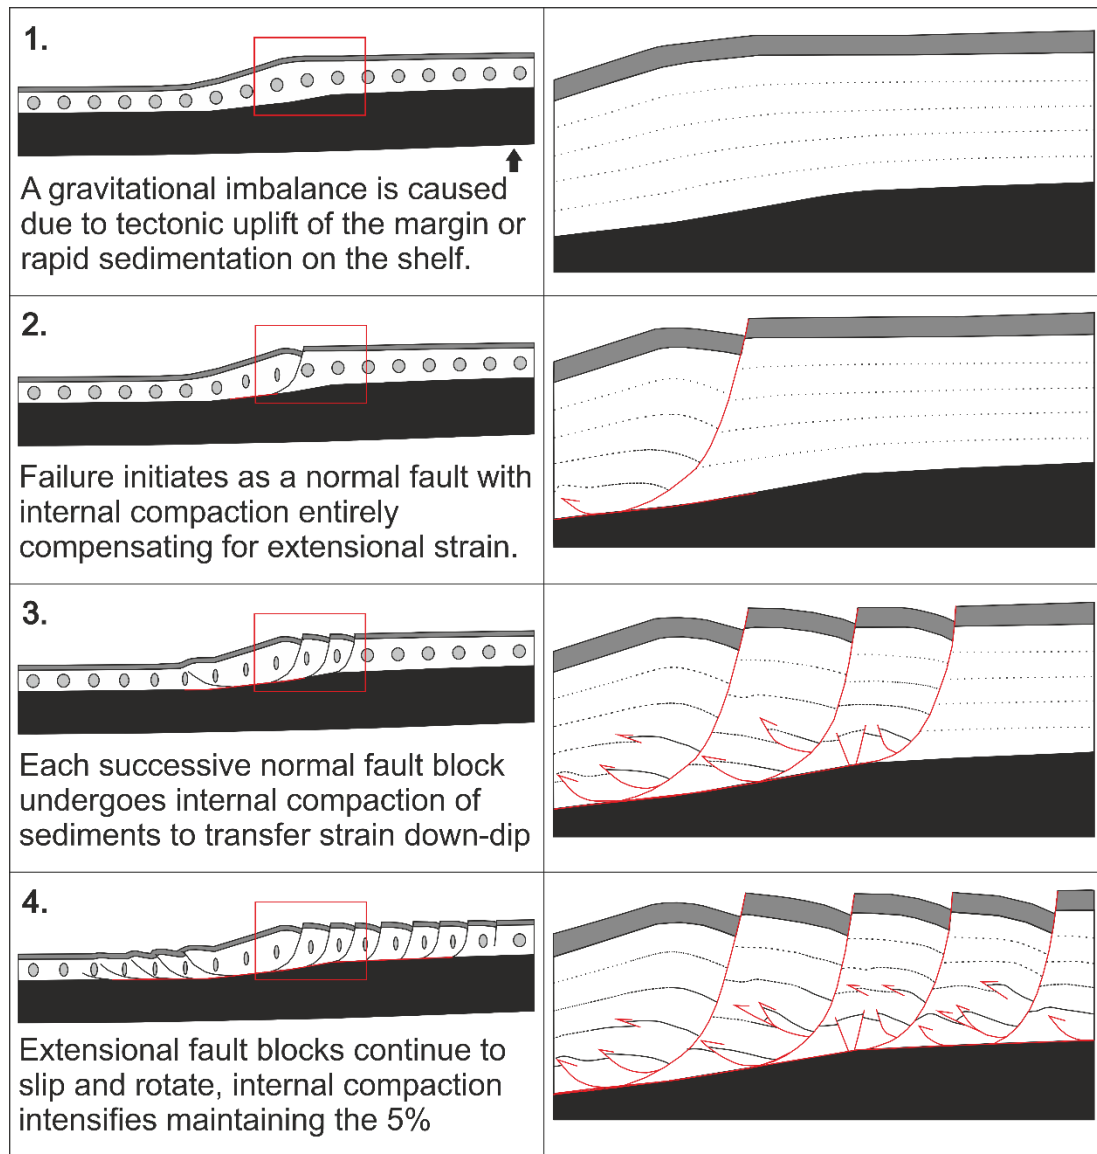 1.
A gravitational imbalance is caused
due to tectonic uplift of the margin or
rapid sedimentation on the shelf.
2.
Failure initiates as a normal fault with
internal compaction entirely
compensating for extensional strain.
3.
Each successive normal fault block
undergoes internal compaction of
sediments to transfer strain down-dip
4.
Extensional fault blocks continue to
slip and rotate, internal compaction
intensifies maintaining the 5%